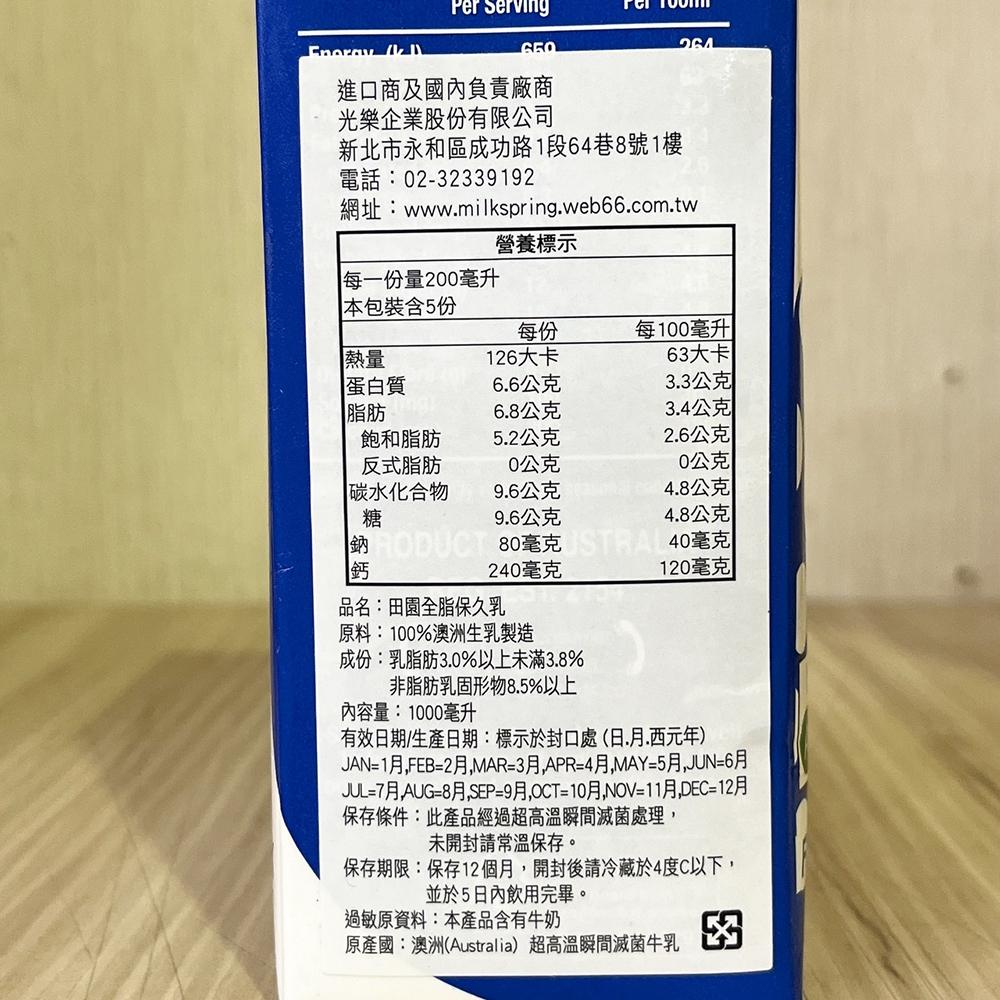 Per Serving Per 100ml
Energy (kJ) 659 264
進口商及國內負責廠商
光樂企業股份有限公司
新北市永和區成功路1段64巷8號1樓
電話：02-32339192
網址：www.milkspring.web66.com.tw
營養標示
每一份量200毫升
本包裝含5份
每份 每100毫升
熱量 126大卡 63大卡
蛋白質 6.6公克 3.3公克
脂肪 6.8公克 3.4公克
飽和脂肪 5.2公克 2.6公克
反式脂肪 0公克 0公克
碳水化合物 9.6公克 4.8公克
糖 9.6公克 4.8公克
鈉 80毫克 40毫克
鈣 240毫克 120毫克
品名：田園全脂保久乳
原料：100%澳洲生乳製造
成份：乳脂肪3.0%以上未滿3.8%
非脂肪乳固形物8.5%以上
內容量：1000毫升
有效日期/生產日期：標示於封口處 (日.月.西元年)
JAN=1月,FEB=2月,MAR=3月,APR=4月,MAY=5月,JUN=6月
JUL=7月,AUG=8月,SEP=9月,OCT=10月,NOV=11月,DEC=12月
保存條件：此產品經過超高溫瞬間滅菌處理，
未開封請常溫保存。
保存期限：保存12個月，開封後請冷藏於4度C以下，
並於5日內飲用完畢。
過敏原資料：本產品含有牛奶
原產國：澳洲(Australia) 超高溫瞬間滅菌牛乳